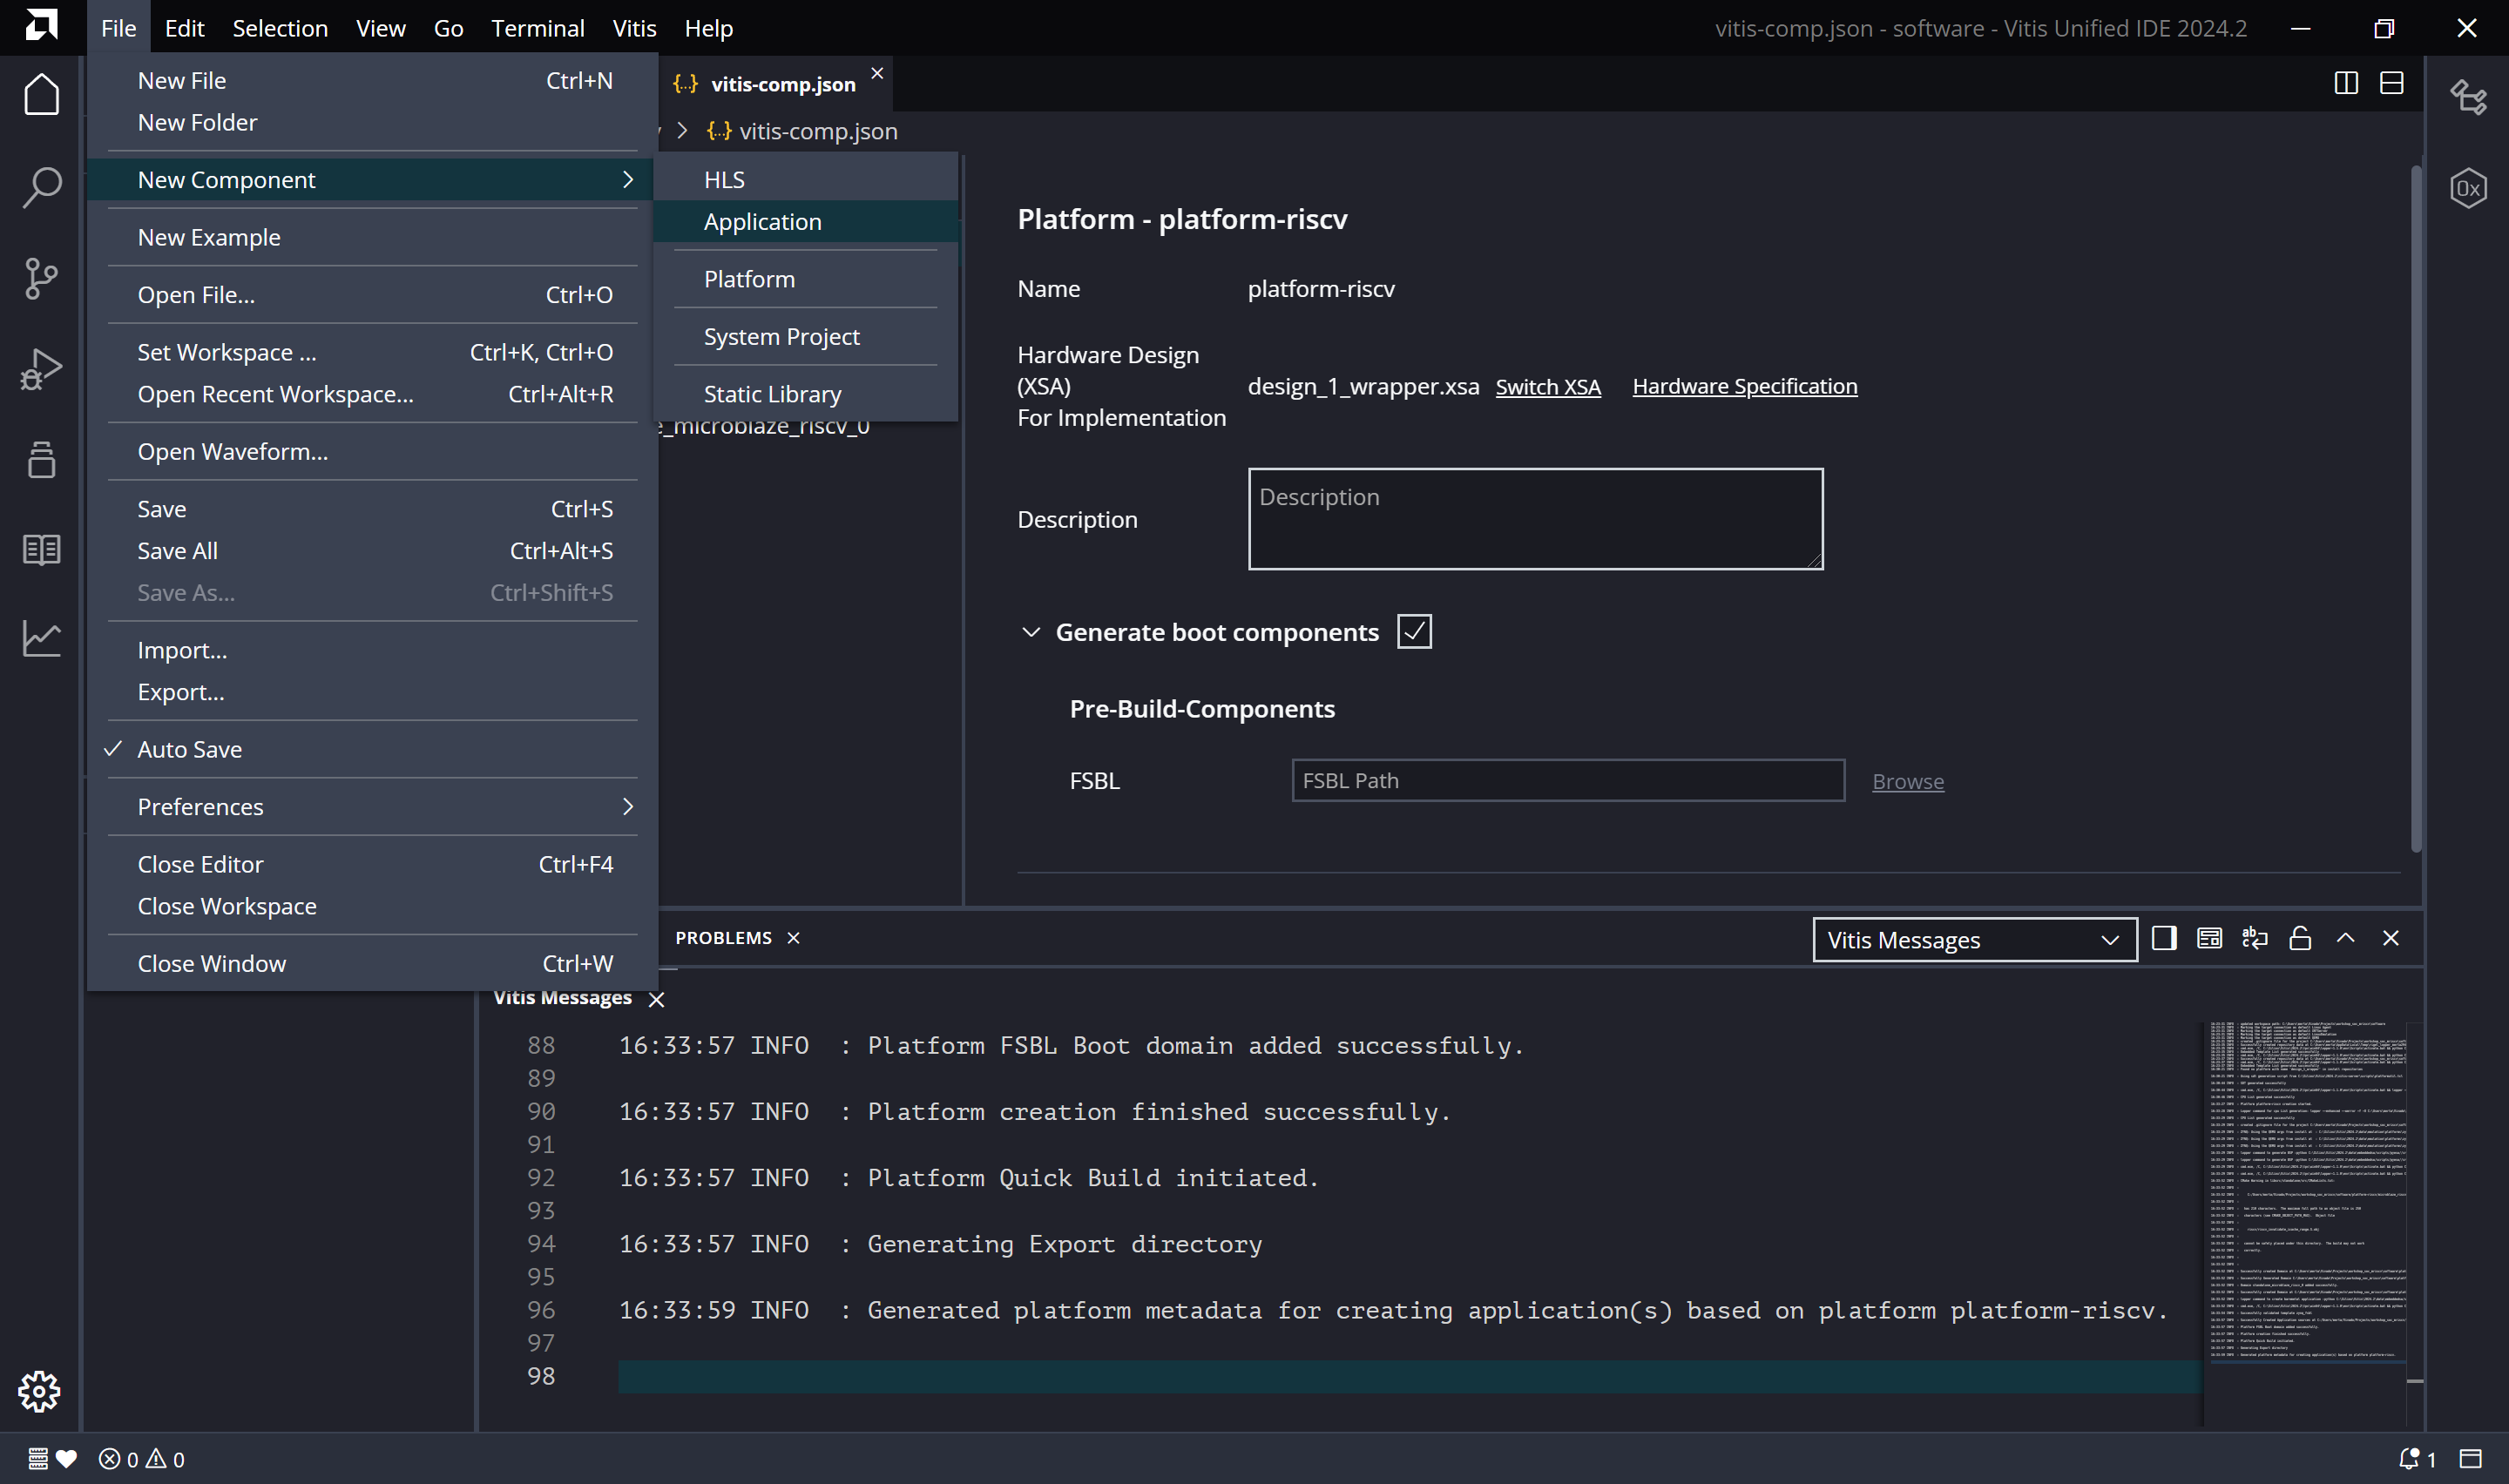 File Edit Selection View Go Terminal Vitis Help
vitis-comp.json - software - Vitis Unified IDE 2024.2
New File Ctrl+N
New Folder
New Component
New Example
Open File... Ctrl+O
Set Workspace ... Ctrl+K, Ctrl+O
Open Recent Workspace... Ctrl+Alt+R
Open Waveform...
Save Ctrl+S
Save All Ctrl+Alt+S
Save As... Ctrl+Shift+S
Import...
Export...
Auto Save
Preferences
Close Editor Ctrl+F4
Close Workspace
Close Window Ctrl+W
HLS
Application
Platform
System Project
Static Library
{..} vitis-comp.json
> {..} vitis-comp.json
e_microblaze_riscv_0
Platform - platform-riscv
Name platform-riscv
Hardware Design
(XSA)
For Implementation
design_1_wrapper.xsa Switch XSA Hardware Specification
Description
Description
Generate boot components
Pre-Build-Components
FSBL FSBL Path Browse
0x
PROBLEMS
Vitis Messages
Vitis Messages
88 16:33:57 INFO : Platform FSBL Boot domain added successfully.
89
90 16:33:57 INFO : Platform creation finished successfully.
91
92 16:33:57 INFO : Platform Quick Build initiated.
93
94 16:33:57 INFO : Generating Export directory
95
96 16:33:59 INFO : Generated platform metadata for creating application(s) based on platform platform-riscv.
97
98
0 0
1